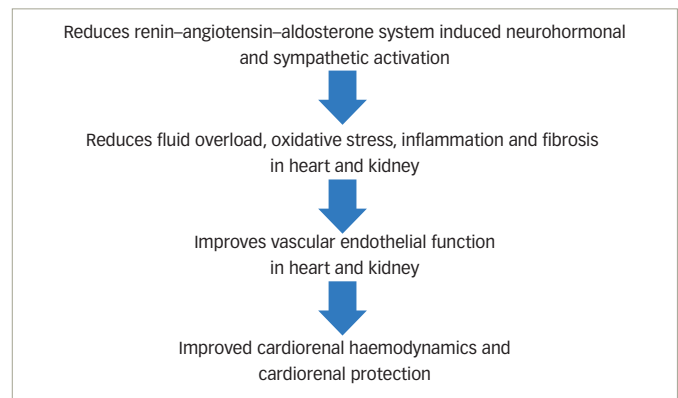 Reduces renin–angiotensin–aldosterone system induced neurohormonal
and sympathetic activation
Reduces fluid overload, oxidative stress, inflammation and fibrosis
in heart and kidney
Improves vascular endothelial function
in heart and kidney
Improved cardiorenal haemodynamics and
cardiorenal protection